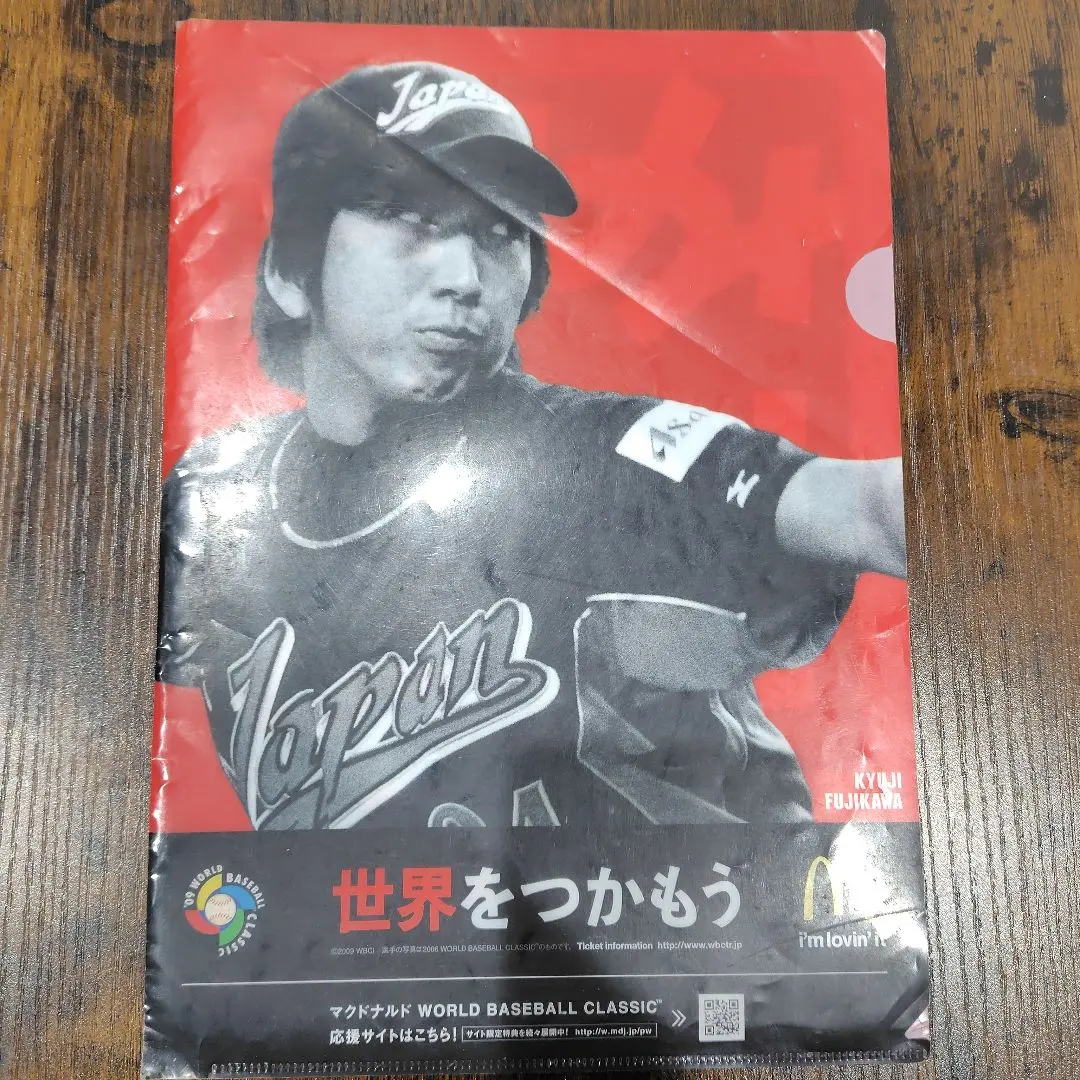 Japan
Asa
Japan
KYUJI
FUJIKAWA
'09 WORLD BASEBALL CLASSIC
世界をつかもう
©2009 WBCI 選手の写真は2006 WORLD BASEBALL CLASSIC™のものです。 Ticket information http://www.wbctr.jp
i'm lovin' it
マクドナルド WORLD BASEBALL CLASSIC™
応援サイトはこちら! サイト限定特典を続々展開中! http://w.mdj.jp/pw